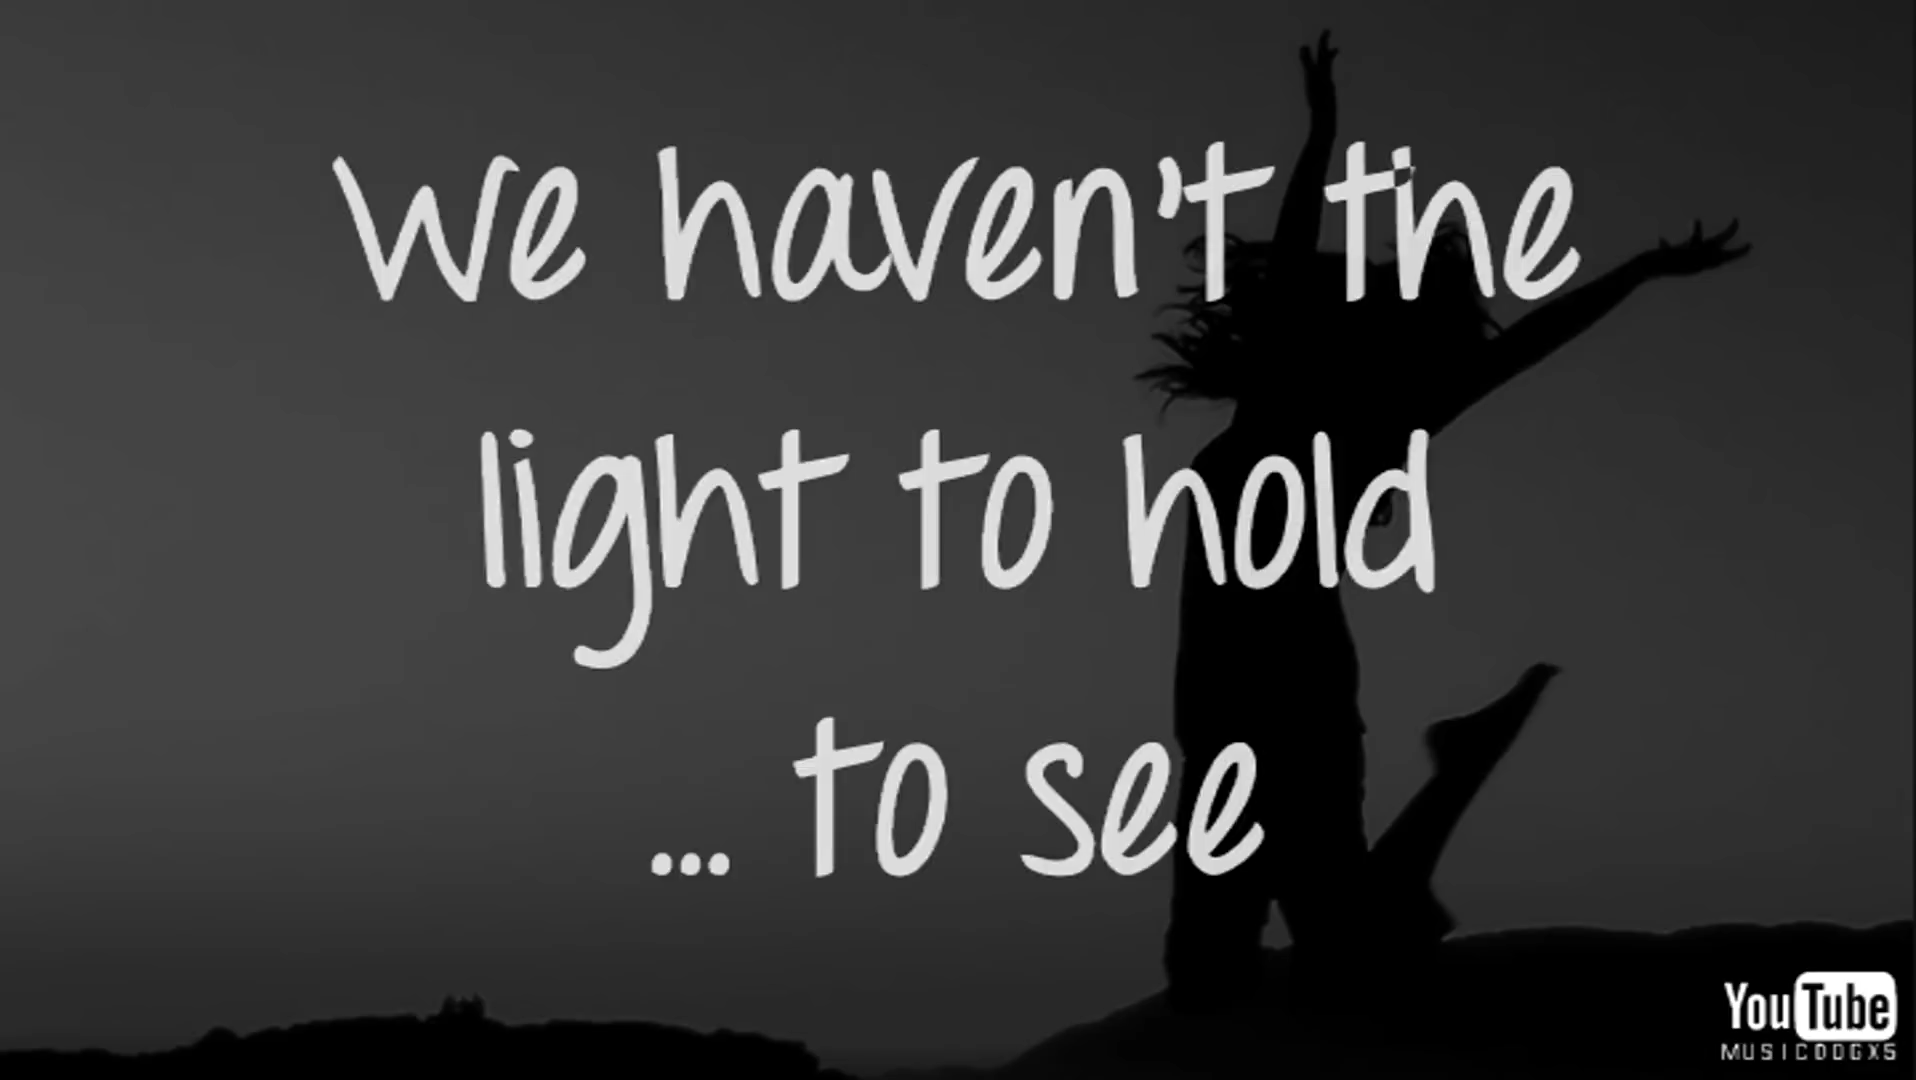 We haven't the
light to hold
... to see
YouTube
MUSICDOGXS